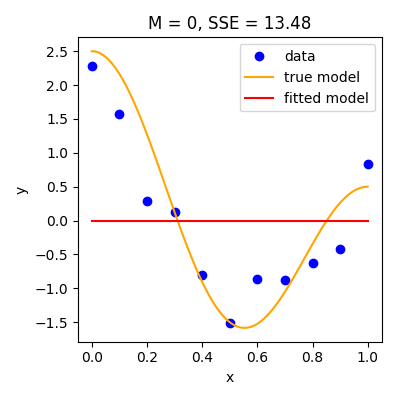 M = 0, SSE = 13.48
data
true model
fitted model
y
2.5
2.0
1.5
1.0
0.5
0.0
−0.5
−1.0
−1.5
0.0 0.2 0.4 0.6 0.8 1.0
x